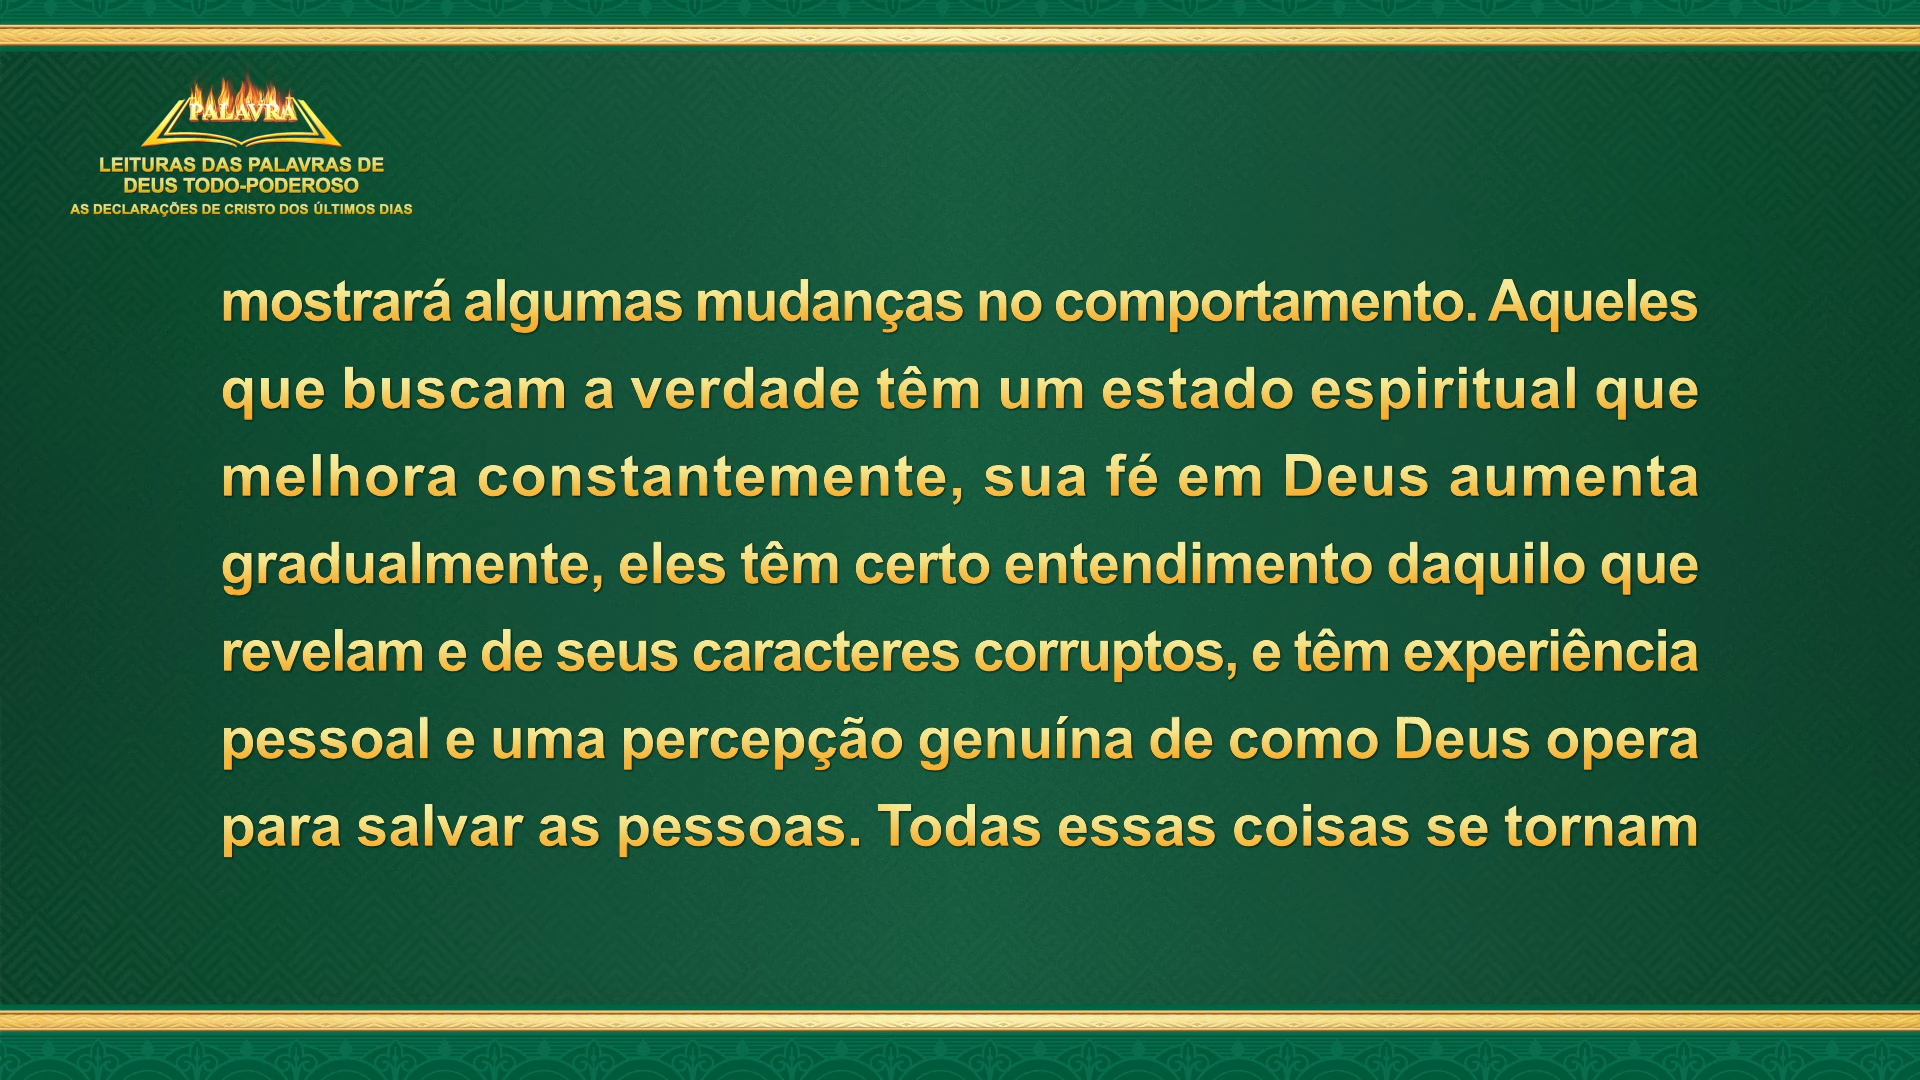 PALAVRA
LEITURAS DAS PALAVRAS DE
DEUS TODO-PODEROSO
AS DECLARAÇÕES DE CRISTO DOS ÚLTIMOS DIAS
mostrará algumas mudanças no comportamento. Aqueles
que buscam a verdade têm um estado espiritual que
melhora constantemente, sua fé em Deus aumenta
gradualmente, eles têm certo entendimento daquilo que
revelam e de seus caracteres corruptos, e têm experiência
pessoal e uma percepção genuína de como Deus opera
para salvar as pessoas. Todas essas coisas se tornam